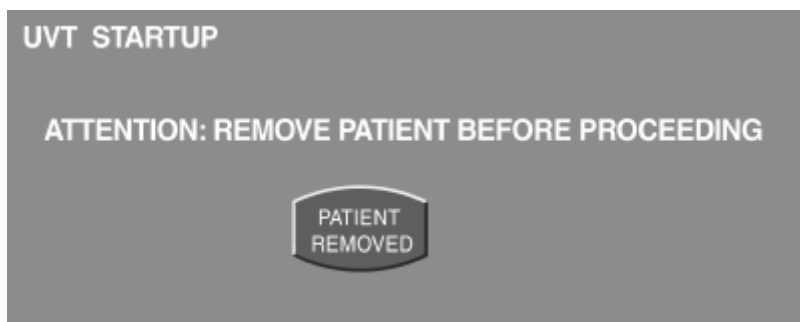 UVT STARTUP
ATTENTION: REMOVE PATIENT BEFORE PROCEEDING
PATIENT
REMOVED